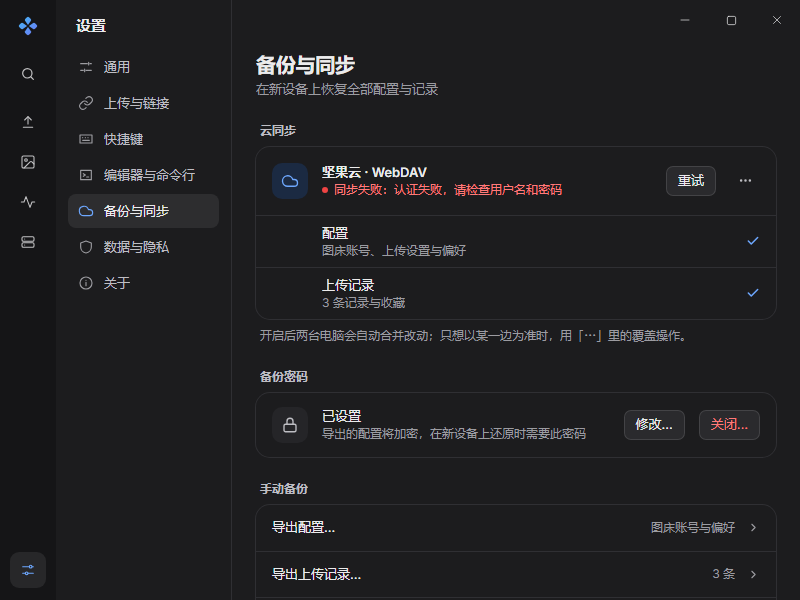 设置
通用
上传与链接
快捷键
编辑器与命令行
备份与同步
数据与隐私
关于
备份与同步
在新设备上恢复全部配置与记录
云同步
坚果云 · WebDAV
同步失败：认证失败，请检查用户名和密码
重试
配置
图床账号、上传设置与偏好
上传记录
3 条记录与收藏
开启后两台电脑会自动合并改动；只想以某一边为准时，用「⋯」里的覆盖操作。
备份密码
已设置
导出的配置将加密，在新设备上还原时需要此密码
修改...
关闭...
手动备份
导出配置...
图床账号与偏好
导出上传记录...
3 条